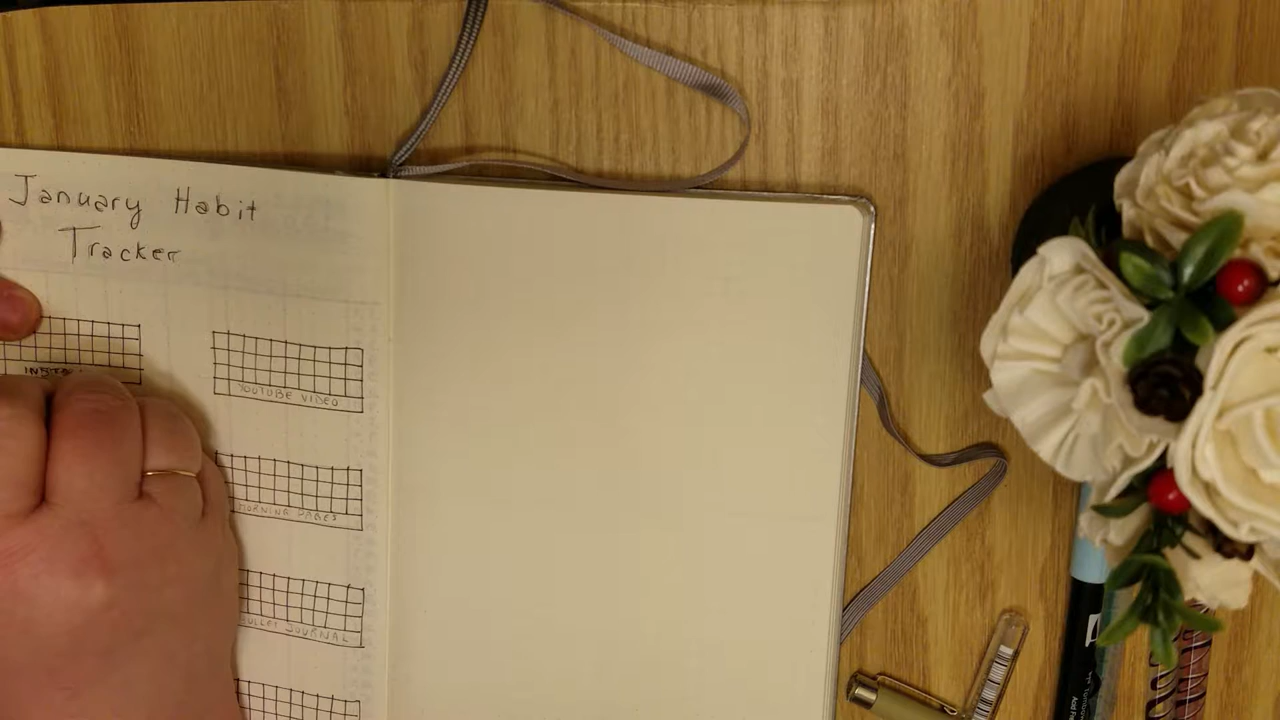 January Habit
Tracker
YOUTUBE VIDEO
MORNING PAGES
BULLET JOURNAL